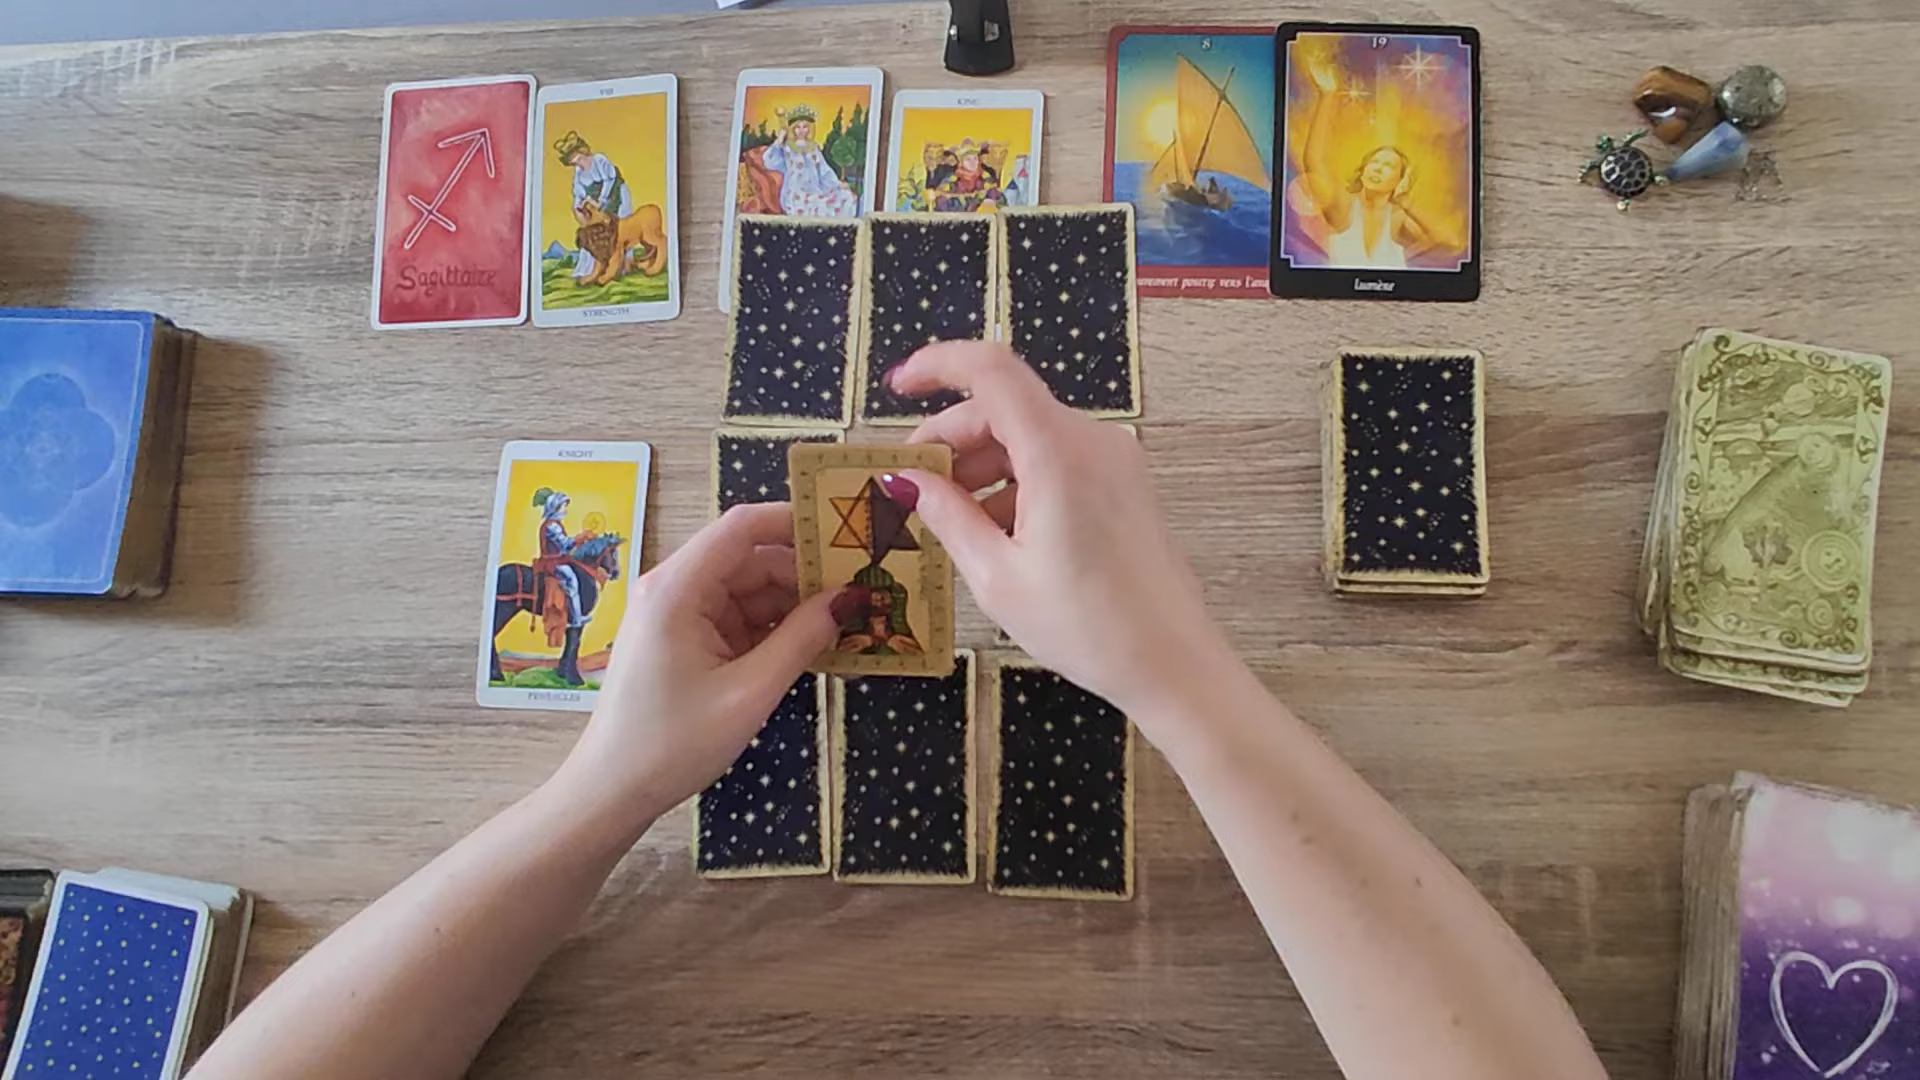 Sagittaire
VIII
STRENGTH
III
KING
8
19
Lumière
KNIGHT
PENTACLES